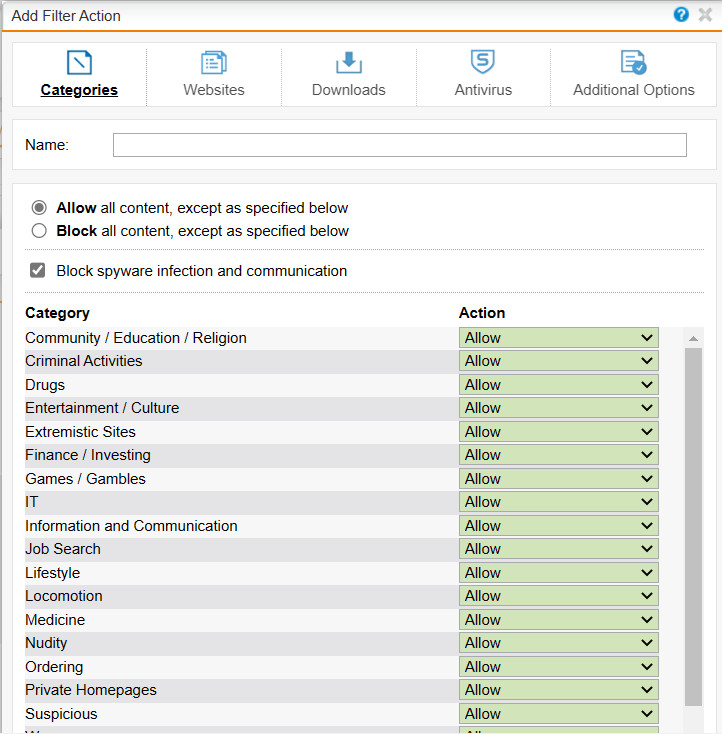 Add Filter Action
Categories Websites Downloads Antivirus Additional Options
Name:
Allow all content, except as specified below
Block all content, except as specified below
Block spyware infection and communication
Category Action
Community / Education / Religion Allow
Criminal Activities Allow
Drugs Allow
Entertainment / Culture Allow
Extremistic Sites Allow
Finance / Investing Allow
Games / Gambles Allow
IT Allow
Information and Communication Allow
Job Search Allow
Lifestyle Allow
Locomotion Allow
Medicine Allow
Nudity Allow
Ordering Allow
Private Homepages Allow
Suspicious Allow